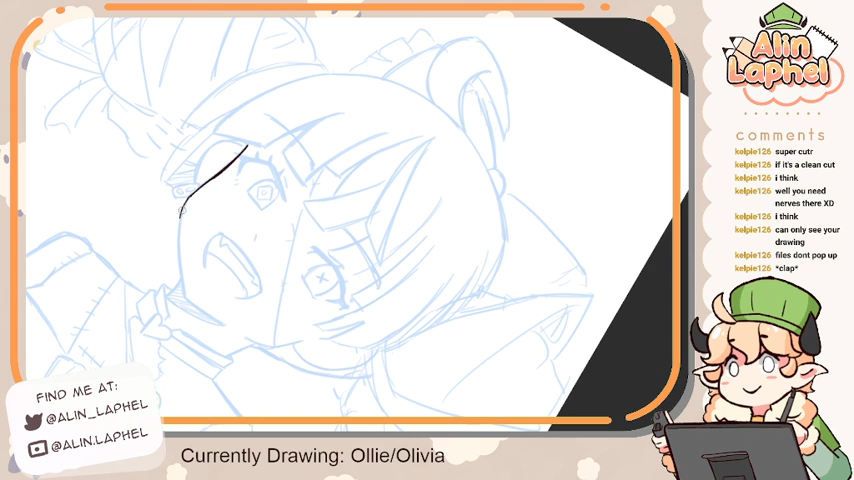 Alin
Laphel
comments
kelpie126 super cutr
kelpie126 if it's a clean cut
kelpie126 i think
kelpie126 well you need
nerves there XD
kelpie126 i think
kelpie126 can only see your
drawing
kelpie126 files dont pop up
kelpie126 *clap*
FIND ME AT:
@ALIN_LAPHEL
@ALIN.LAPHEL
Currently Drawing: Ollie/Olivia